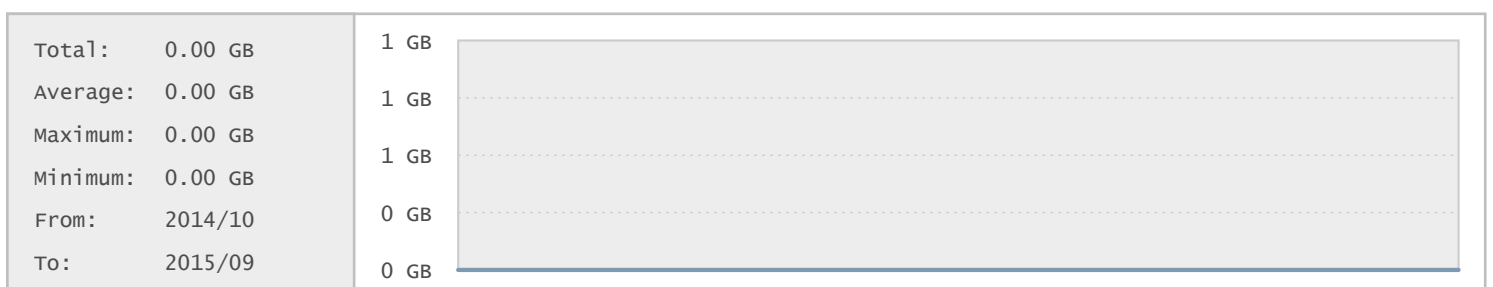 Total: 0.00 GB
Average: 0.00 GB
Maximum: 0.00 GB
Minimum: 0.00 GB
From: 2014/10
To: 2015/09
1 GB
1 GB
1 GB
0 GB
0 GB